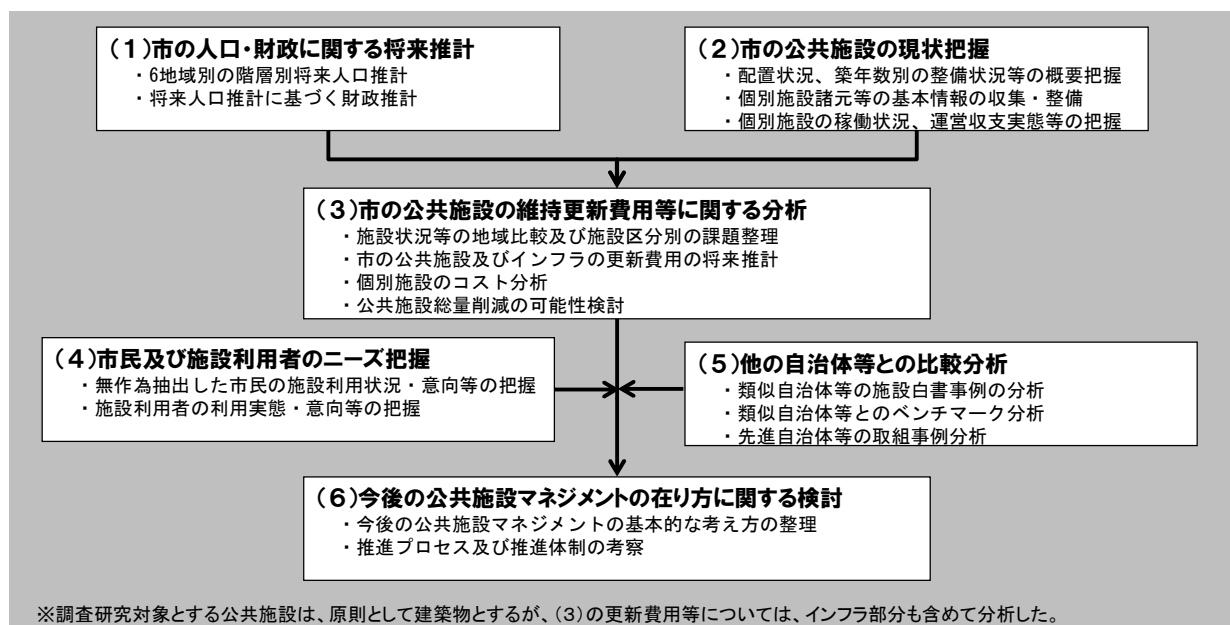 （1）市の人口・財政に関する将来推計
・6地域別の階層別将来人口推計
・将来人口推計に基づく財政推計
（2）市の公共施設の現状把握
・配置状況、築年数別の整備状況等の概要把握
・個別施設諸元等の基本情報の収集・整備
・個別施設の稼働状況、運営収支実態等の把握
（3）市の公共施設の維持更新費用等に関する分析
・施設状況等の地域比較及び施設区分別の課題整理
・市の公共施設及びインフラの更新費用の将来推計
・個別施設のコスト分析
・公共施設総量削減の可能性検討
（4）市民及び施設利用者のニーズ把握
・無作為抽出した市民の施設利用状況・意向等の把握
・施設利用者の利用実態・意向等の把握
（5）他の自治体等との比較分析
・類似自治体等の施設白書事例の分析
・類似自治体等とのベンチマーク分析
・先進自治体等の取組事例分析
（6）今後の公共施設マネジメントの在り方に関する検討
・今後の公共施設マネジメントの基本的な考え方の整理
・推進プロセス及び推進体制の考察
※調査研究対象とする公共施設は、原則として建築物とするが、（3）の更新費用等については、インフラ部分も含めて分析した。